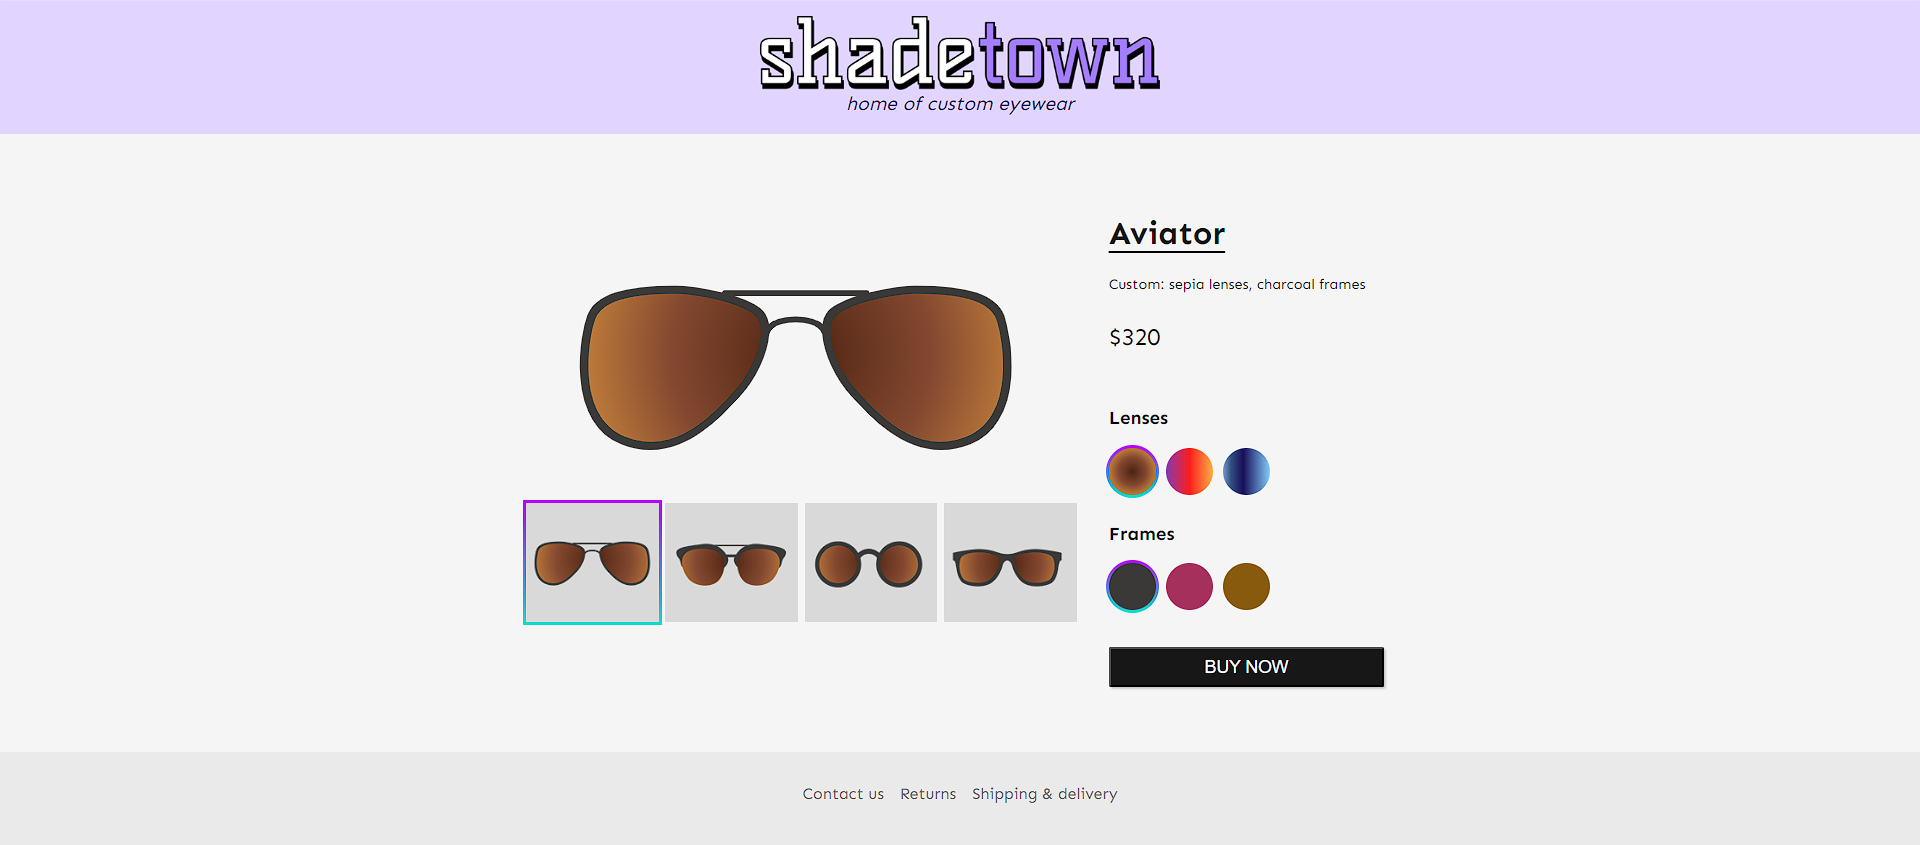 shadetown
home of custom eyewear
Aviator
Custom: sepia lenses, charcoal frames
$320
Lenses
Frames
BUY NOW
Contact us Returns Shipping & delivery